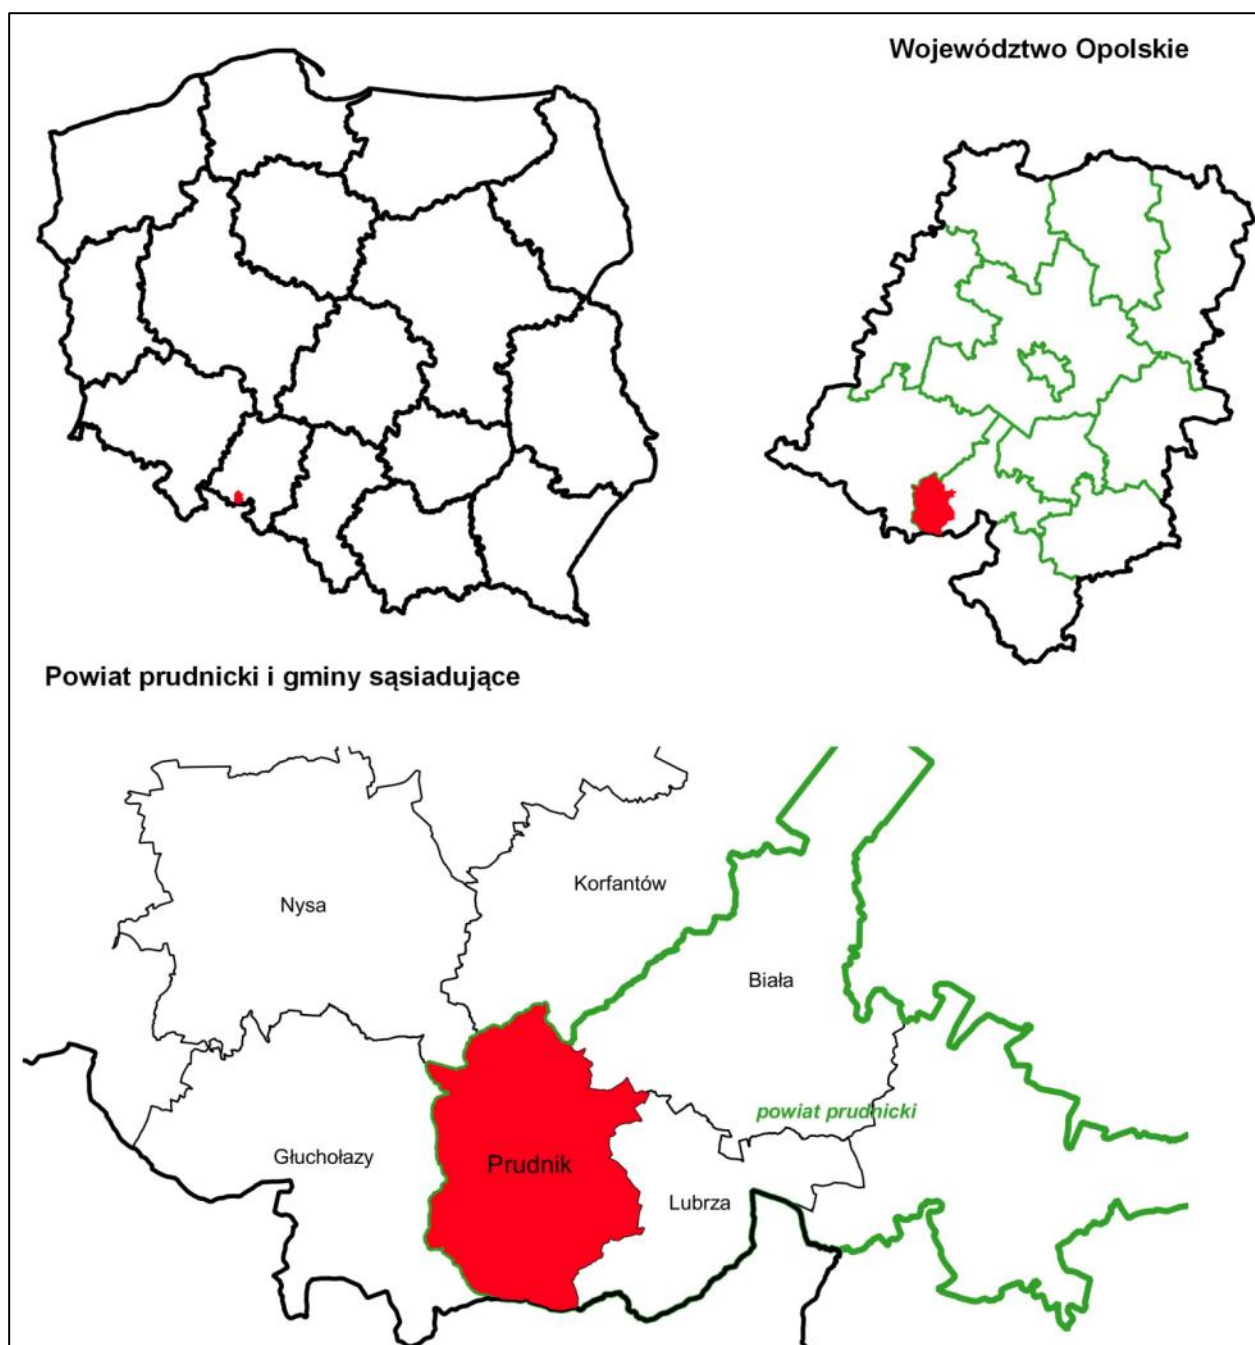 Województwo Opolskie
Powiat prudnicki i gminy sąsiadujące
Korfantów
Nysa
Biała
powiat prudnicki
Głuchołazy
Prudnik
Lubrza